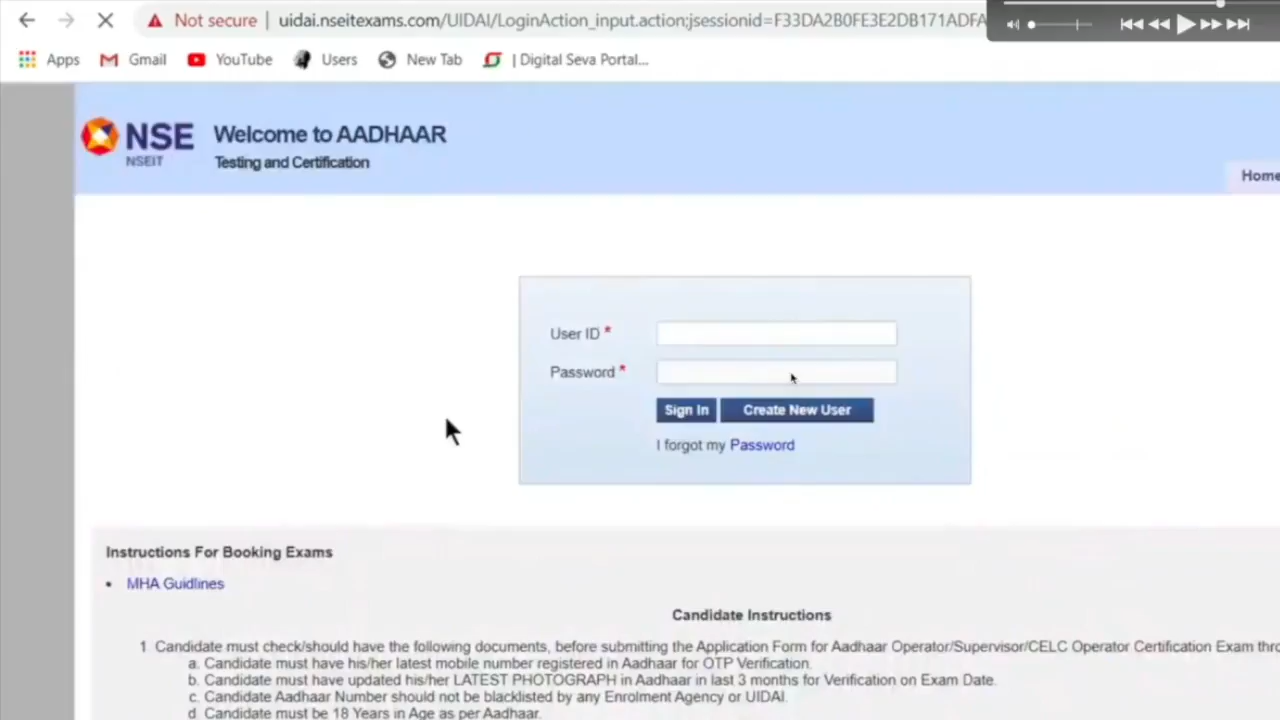 Not secure | uidai.nseitexams.com/UIDAI/LoginAction_input.action;jsessionid=F33DA2B0FE3E2DB171ADFA
Apps Gmail YouTube Users New Tab | Digital Seva Portal...
NSE
NSEIT
Welcome to AADHAAR
Testing and Certification
Home
User ID *
Password *
Sign In Create New User
I forgot my Password
Instructions For Booking Exams
• MHA Guidlines
Candidate Instructions
1 Candidate must check/should have the following documents, before submitting the Application Form for Aadhaar Operator/Supervisor/CELC Operator Certification Exam thro
a. Candidate must have his/her latest mobile number registered in Aadhaar for OTP Verification.
b. Candidate must have updated his/her LATEST PHOTOGRAPH in Aadhaar in last 3 months for Verification on Exam Date.
c. Candidate Aadhaar Number should not be blacklisted by any Enrolment Agency or UIDAI.
d Candidate must be 18 Years in Age as per Aadhaar.